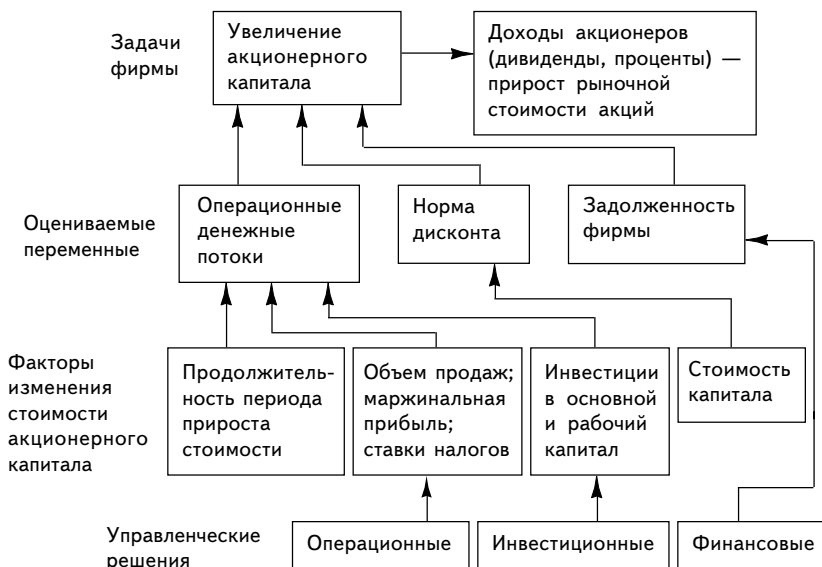 Задачи
фирмы
Увеличение
акционерного
капитала
Доходы акционеров
(дивиденды, проценты) —
прирост рыночной
стоимости акций
Оцениваемые
переменные
Операционные
денежные
потоки
Норма
дисконта
Задолженность
фирмы
Факторы
изменения
стоимости
акционерного
капитала
Продолжитель-
ность периода
прироста
стоимости
Объем продаж;
маржинальная
прибыль;
ставки налогов
Инвестиции
в основной
и рабочий
капитал
Стоимость
капитала
Управленческие
решения
Операционные
Инвестиционные
Финансовые